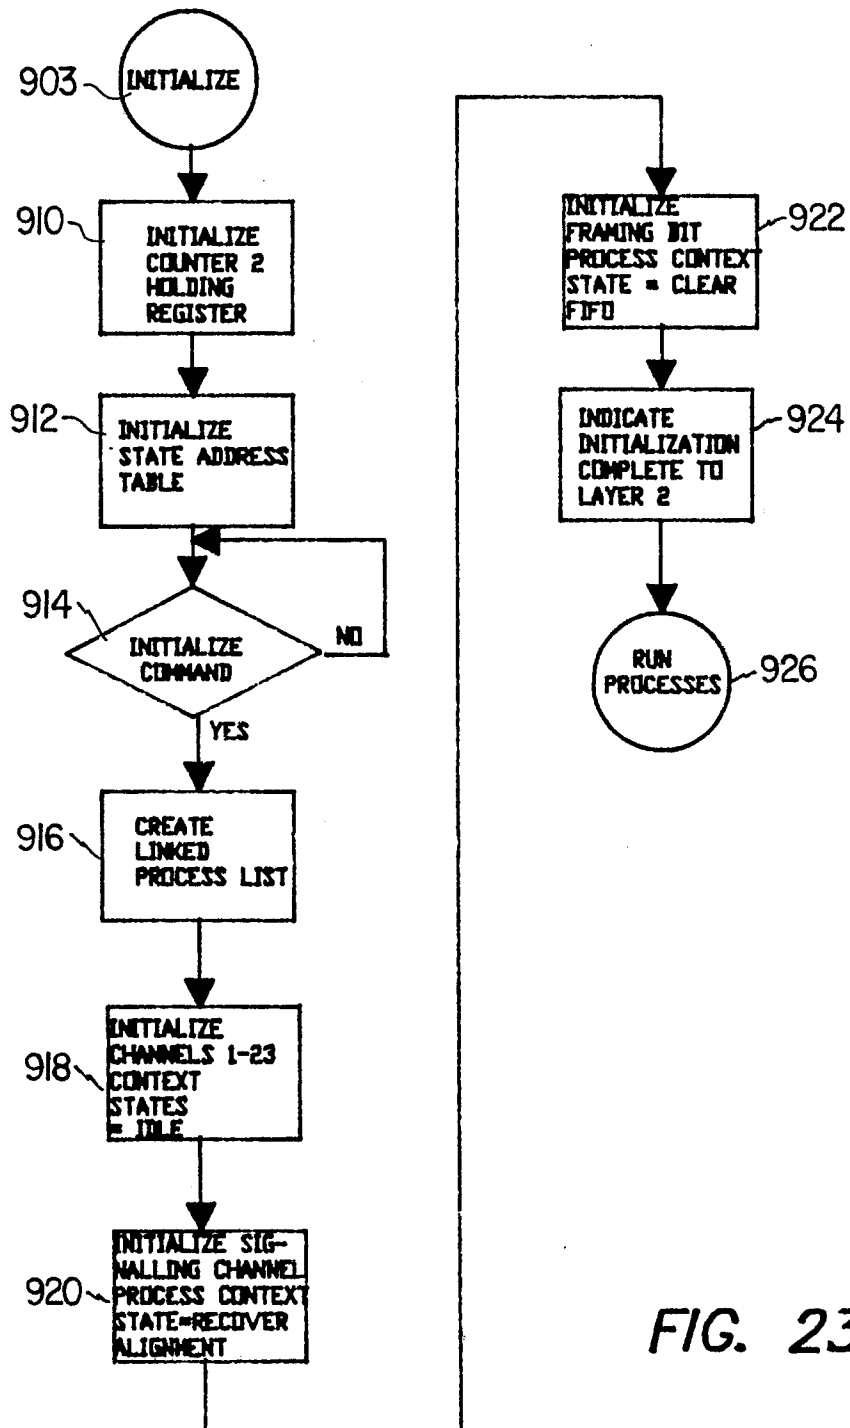 903
INITIALIZE
910
INITIALIZE
COUNTER 2
HOLDING
REGISTER
912
INITIALIZE
STATE ADDRESS
TABLE
914
INITIALIZE
COMMAND
NO
YES
916
CREATE
LINKED
PROCESS LIST
918
INITIALIZE
CHANNELS 1-23
CONTEXT
STATES
= IDLE
920
INITIALIZE SIG-
NALLING CHANNEL
PROCESS CONTEXT
STATE=RECOVER
ALIGNMENT
922
INITIALIZE
FRAMING BIT
PROCESS CONTEXT
STATE = CLEAR
FIFO
924
INDICATE
INITIALIZATION
COMPLETE TO
LAYER 2
926
RUN
PROCESSES
FIG. 23